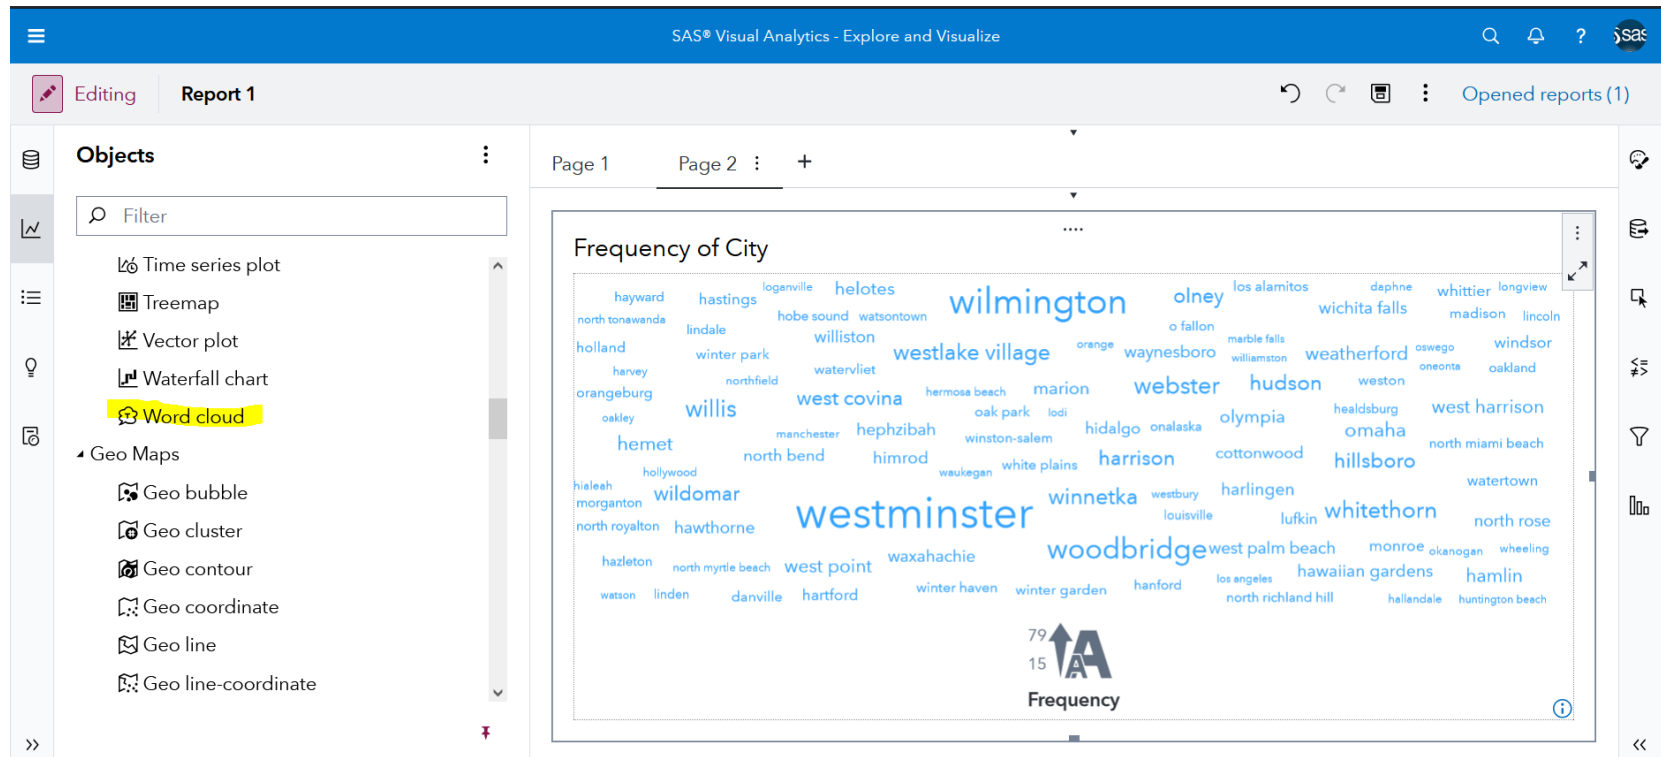 SAS® Visual Analytics - Explore and Visualize
?
sas
Editing
Report 1
Opened reports (1)
Objects
Filter
Time series plot
Treemap
Vector plot
Waterfall chart
Word cloud
Geo Maps
Geo bubble
Geo cluster
Geo contour
Geo coordinate
Geo line
Geo line-coordinate
Page 1
Page 2
+
Frequency of City
hayward hastings loganville helotes wilmington olney los alamitos daphne whittier longview
north tonawanda lindale hobe sound watsontown o fallon wichita falls madison lincoln
holland winter park williston westlake village orange waynesboro marble falls williamston weatherford oswego windsor
harvey northfield watervliet oneonta oakland
orangeburg willis west covina hermosa beach marion webster hudson weston
oakley oak park lodi olympia healdsburg west harrison
hemet manchester hephzibah winston-salem hidalgo onalaska omaha north miami beach
hollywood north bend himrod waukegan white plains harrison cottonwood hillsboro
hialeah wildomar winnetka westbury harlingen watertown
morganton westminster louisville lufkin whitethorn north rose
north royalton hawthorne
hazleton north myrtle beach west point waxahachie woodbridge west palm beach monroe okanogan wheeling
watson linden danville hartford winter haven winter garden hanford los angeles hawaiian gardens hamlin
north richland hill hallandale huntington beach
79
15
A
A
Frequency